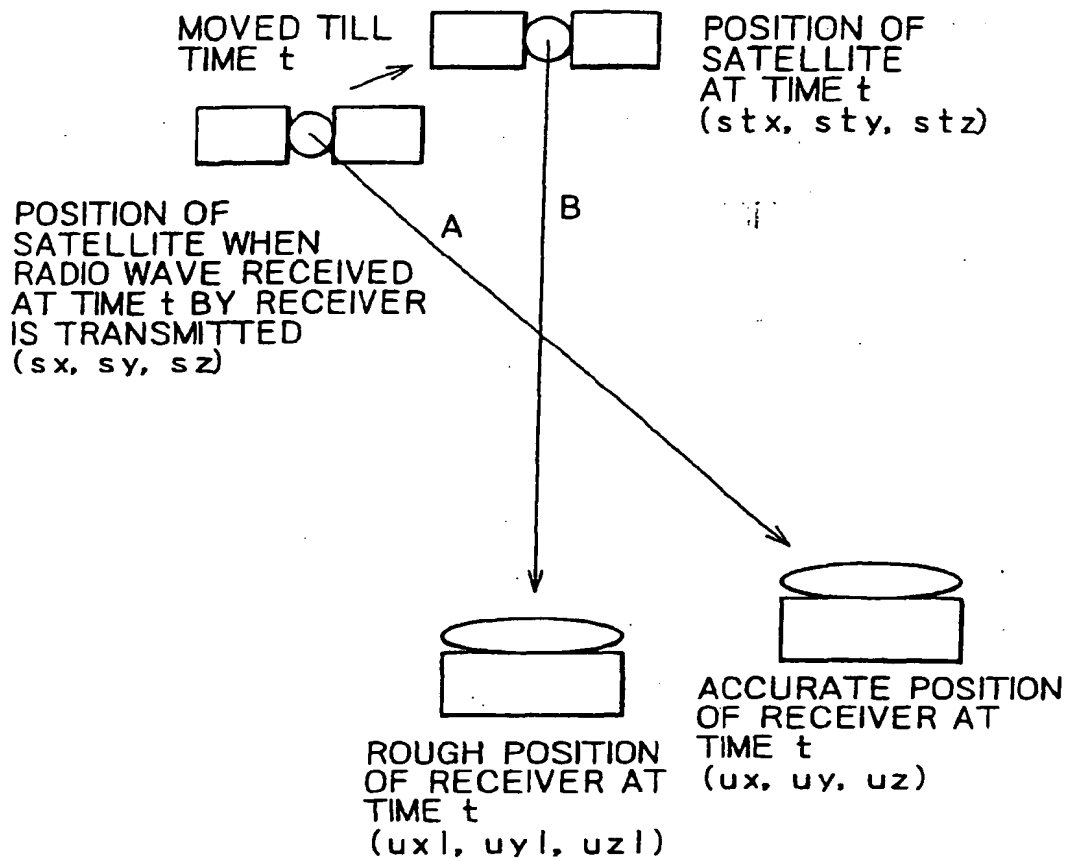 MOVED TILL
TIME t
POSITION OF
SATELLITE
AT TIME t
(stx, sty, stz)
POSITION OF
SATELLITE WHEN
RADIO WAVE RECEIVED
AT TIME t BY RECEIVER
IS TRANSMITTED
(sx, sy, sz)
A
B
ROUGH POSITION
OF RECEIVER AT
TIME t
(uxl, uyl, uzl)
ACCURATE POSITION
OF RECEIVER AT
TIME t
(ux, uy, uz)